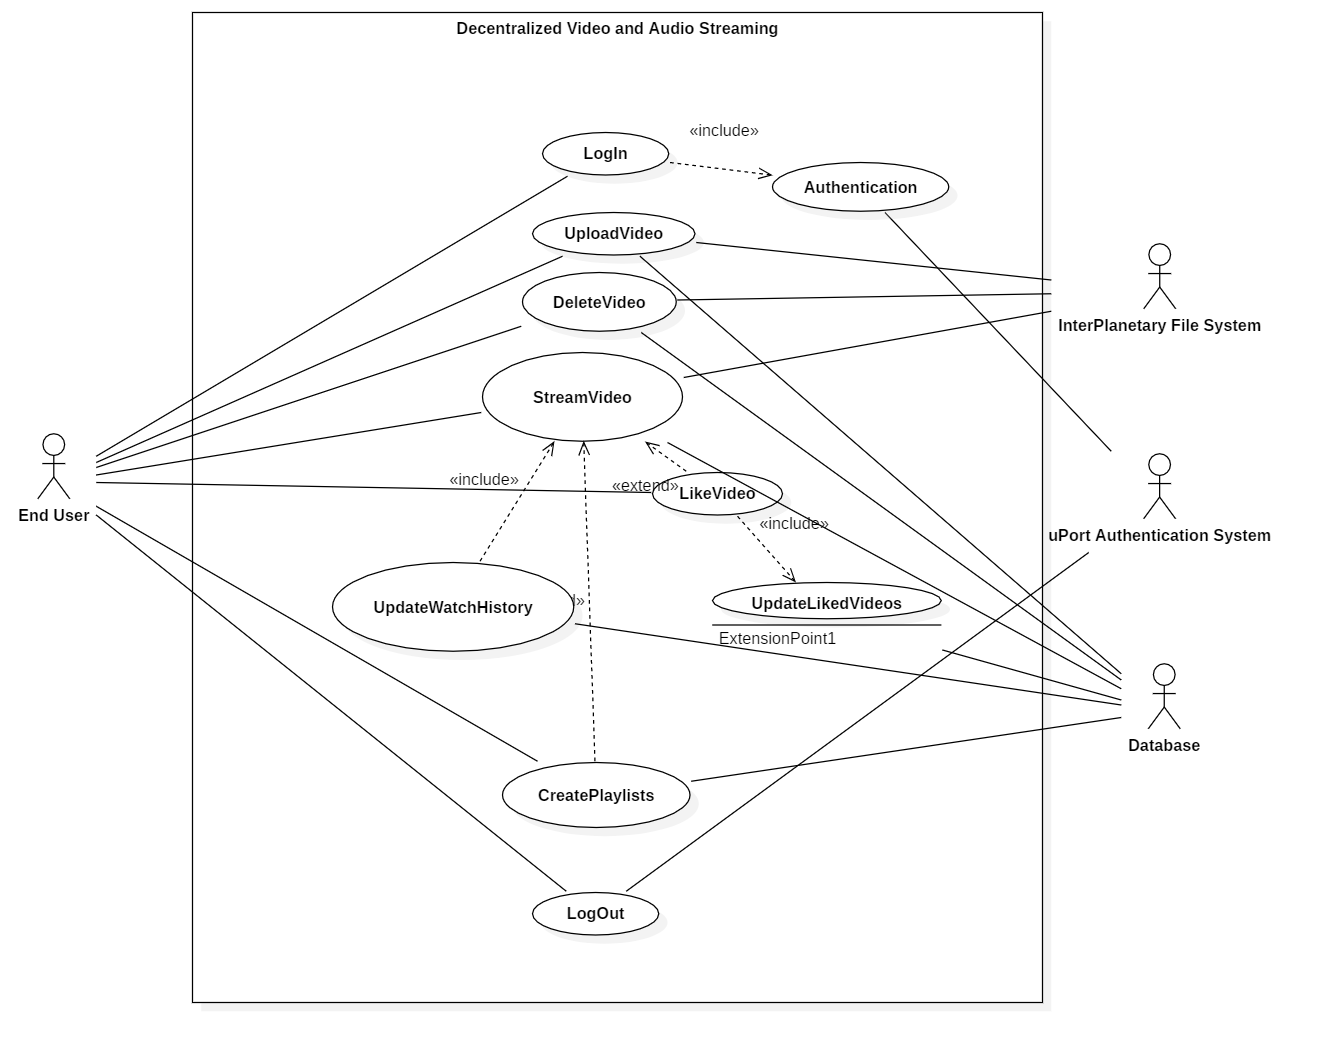 Decentralized Video and Audio Streaming
«include»
LogIn
Authentication
UploadVideo
DeleteVideo
InterPlanetary File System
StreamVideo
«include»
«extend»
LikeVideo
End User
«include»
uPort Authentication System
UpdateWatchHistory
UpdateLikedVideos
ExtensionPoint1
Database
CreatePlaylists
LogOut